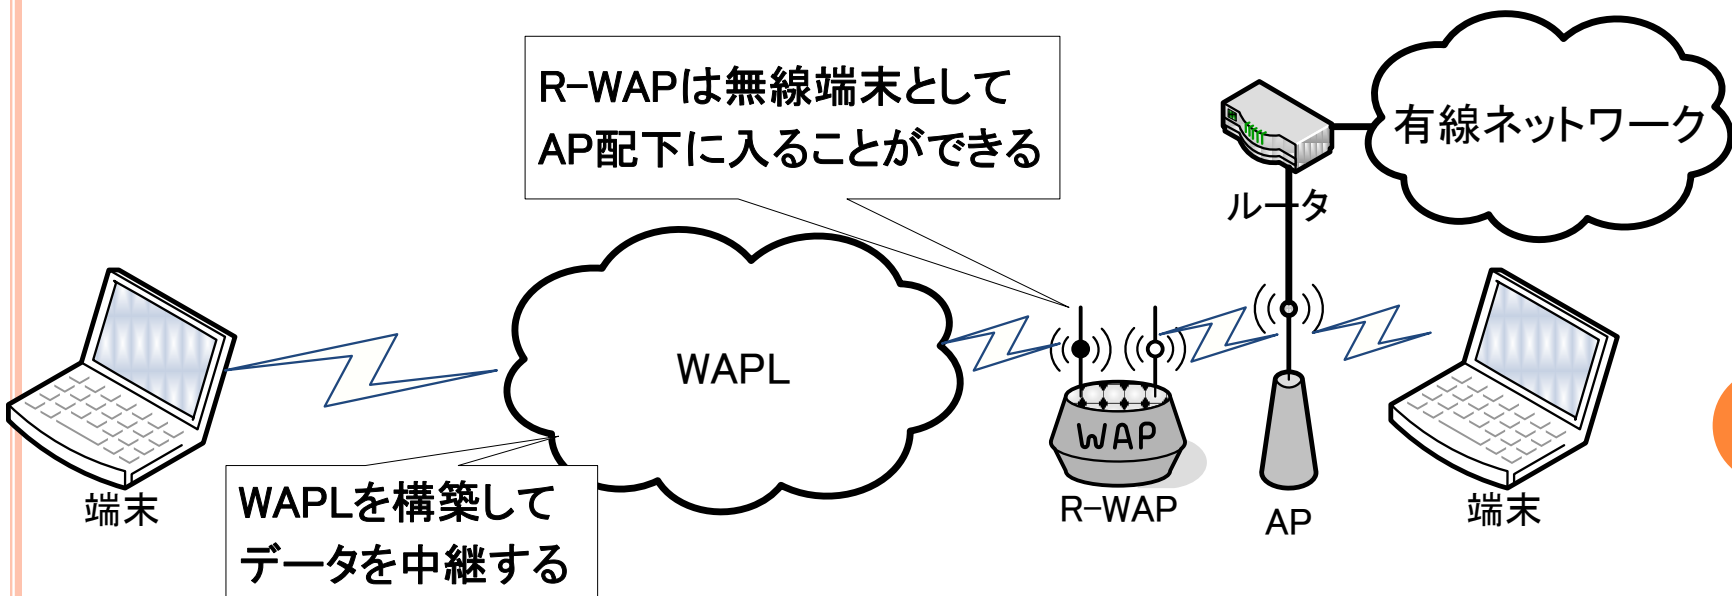 R-WAPは無線端末として
AP配下に入ることができる
有線ネットワーク
ルータ
WAPL
WAP
端末
WAPLを構築して
データを中継する
R-WAP
AP
端末